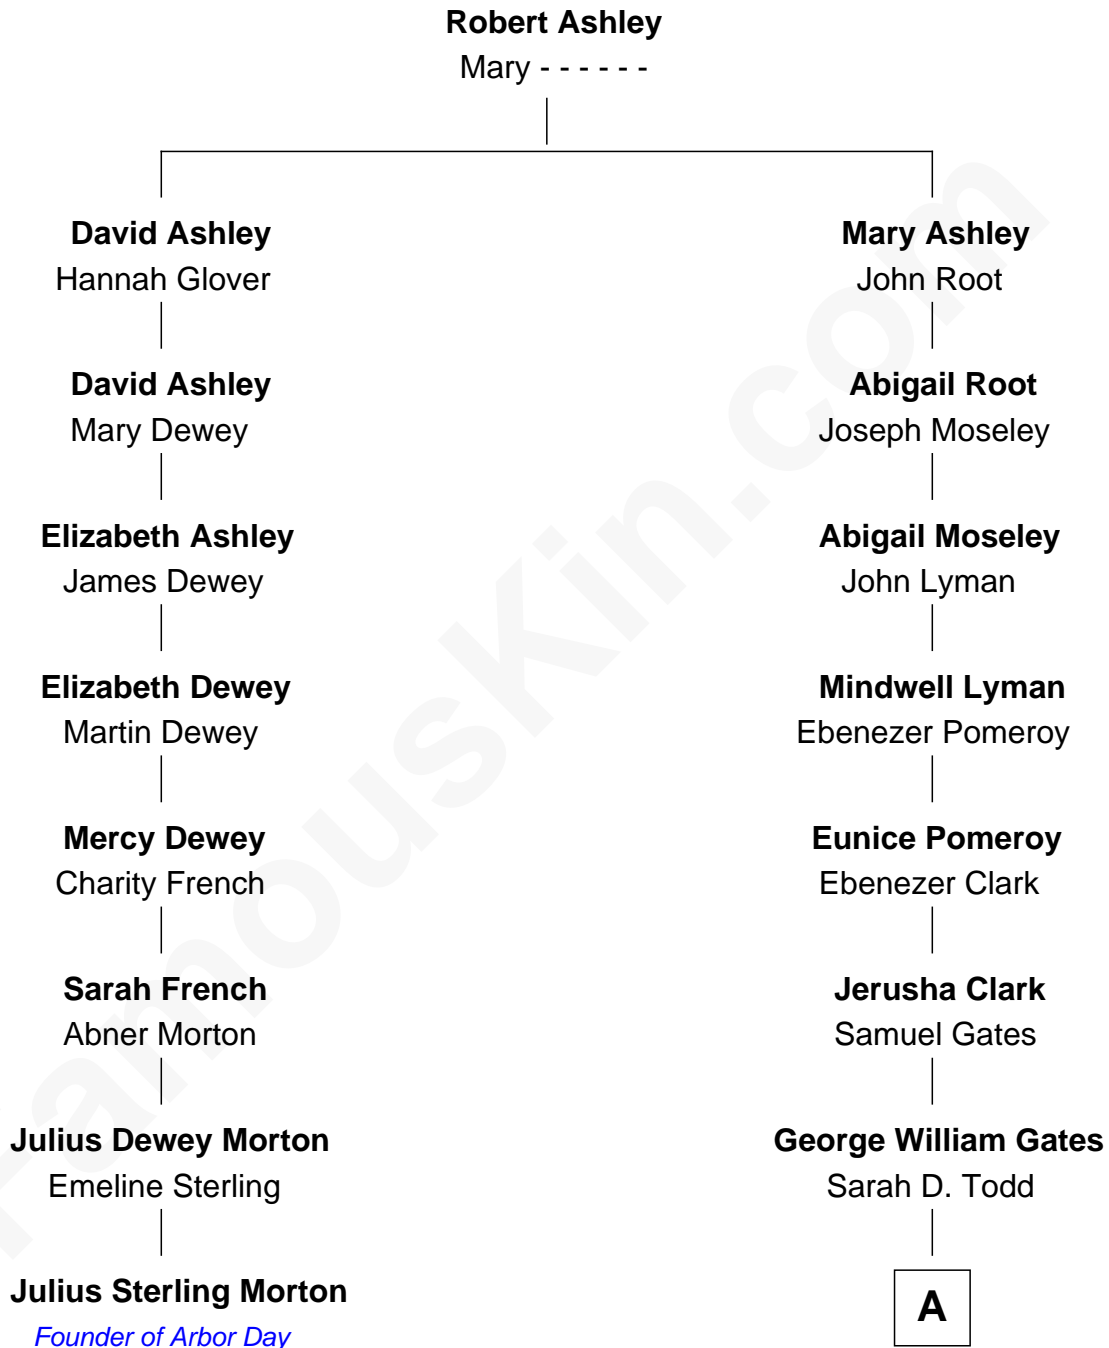 Robert Ashley
Mary - - - - - -
David Ashley
Hannah Glover
Mary Ashley
John Root
David Ashley
Mary Dewey
Abigail Root
Joseph Moseley
Elizabeth Ashley
James Dewey
Abigail Moseley
John Lyman
Elizabeth Dewey
Martin Dewey
Mindwell Lyman
Ebenezer Pomeroy
Mercy Dewey
Charity French
Eunice Pomeroy
Ebenezer Clark
Sarah French
Abner Morton
Jerusha Clark
Samuel Gates
Julius Dewey Morton
Emeline Sterling
George William Gates
Sarah D. Todd
Julius Sterling Morton
Founder of Arbor Day
A
FamousKin.com